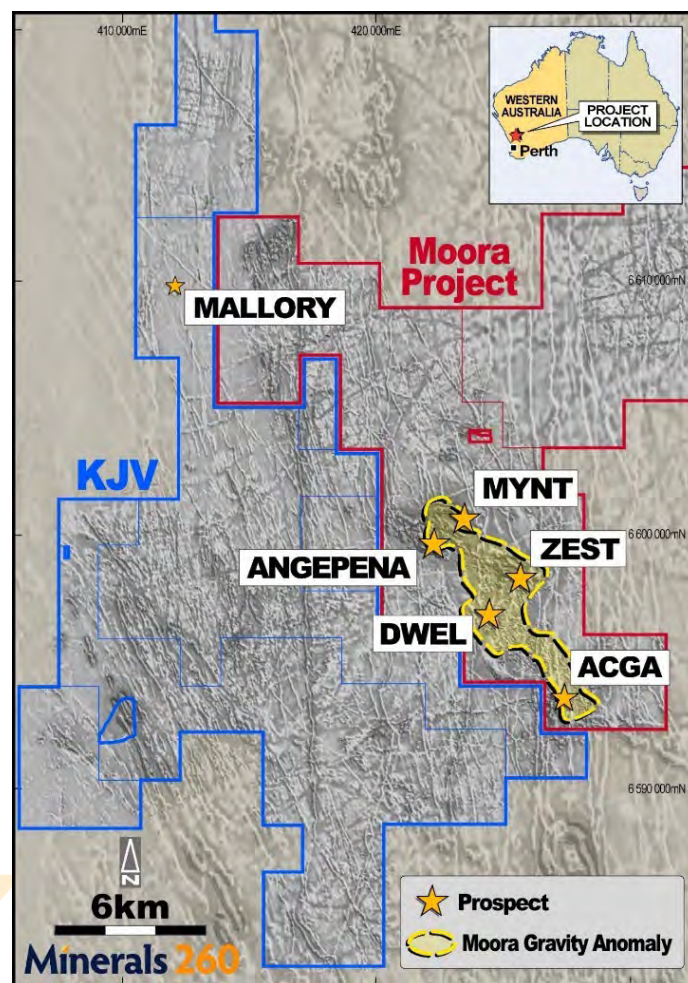 410 000mE
420 000mE
WESTERN
AUSTRALIA
PROJECT
LOCATION
Perth
Moora
Project
6 610 000mN
MALLORY
KJV
MYNT
6 600 000mN
ZEST
ANGEPENA
DWEL
ACGA
6 590 000mN
N
6km
Prospect
Moora Gravity Anomaly
Minerals 260